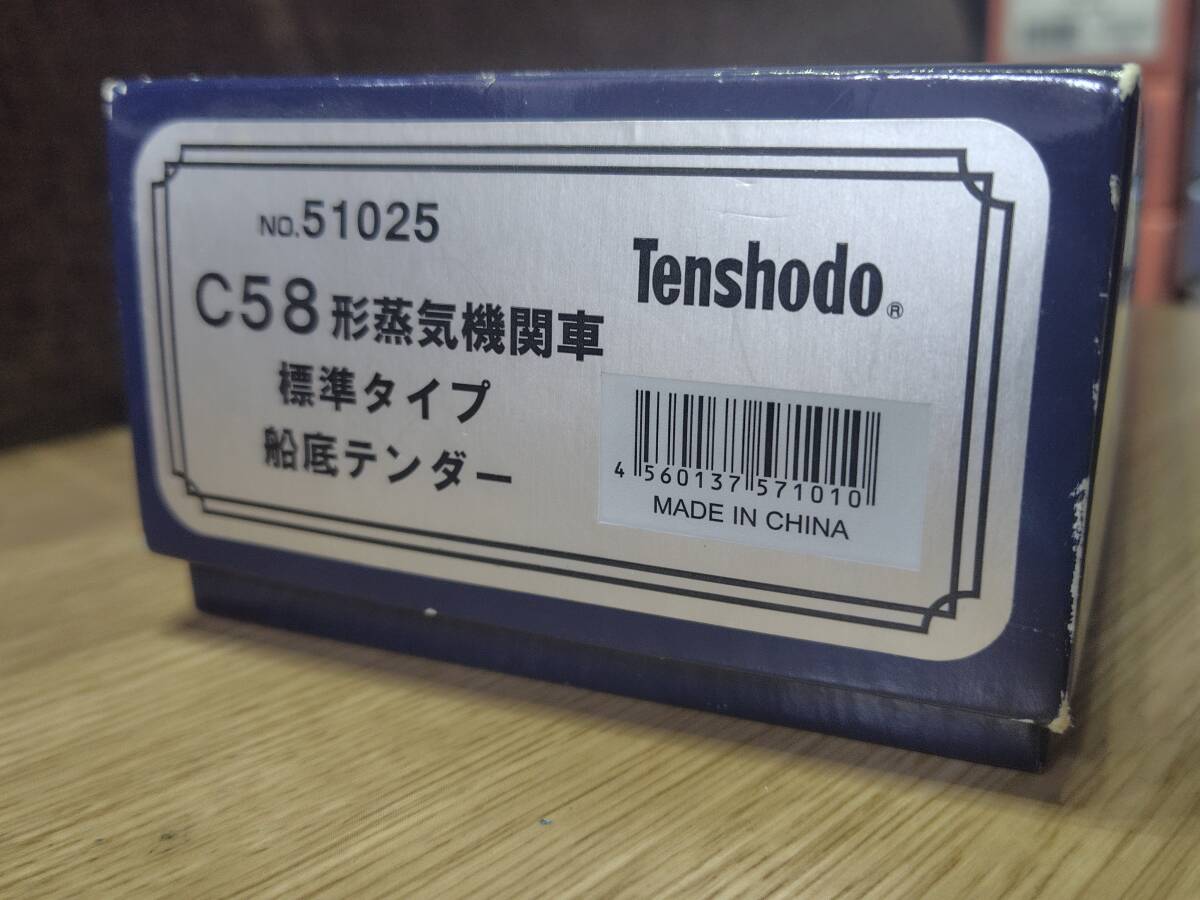 NO.51025
C58形蒸気機関車
標準タイプ
船底テンダー
Tenshodo®
4 560137 571010
MADE IN CHINA